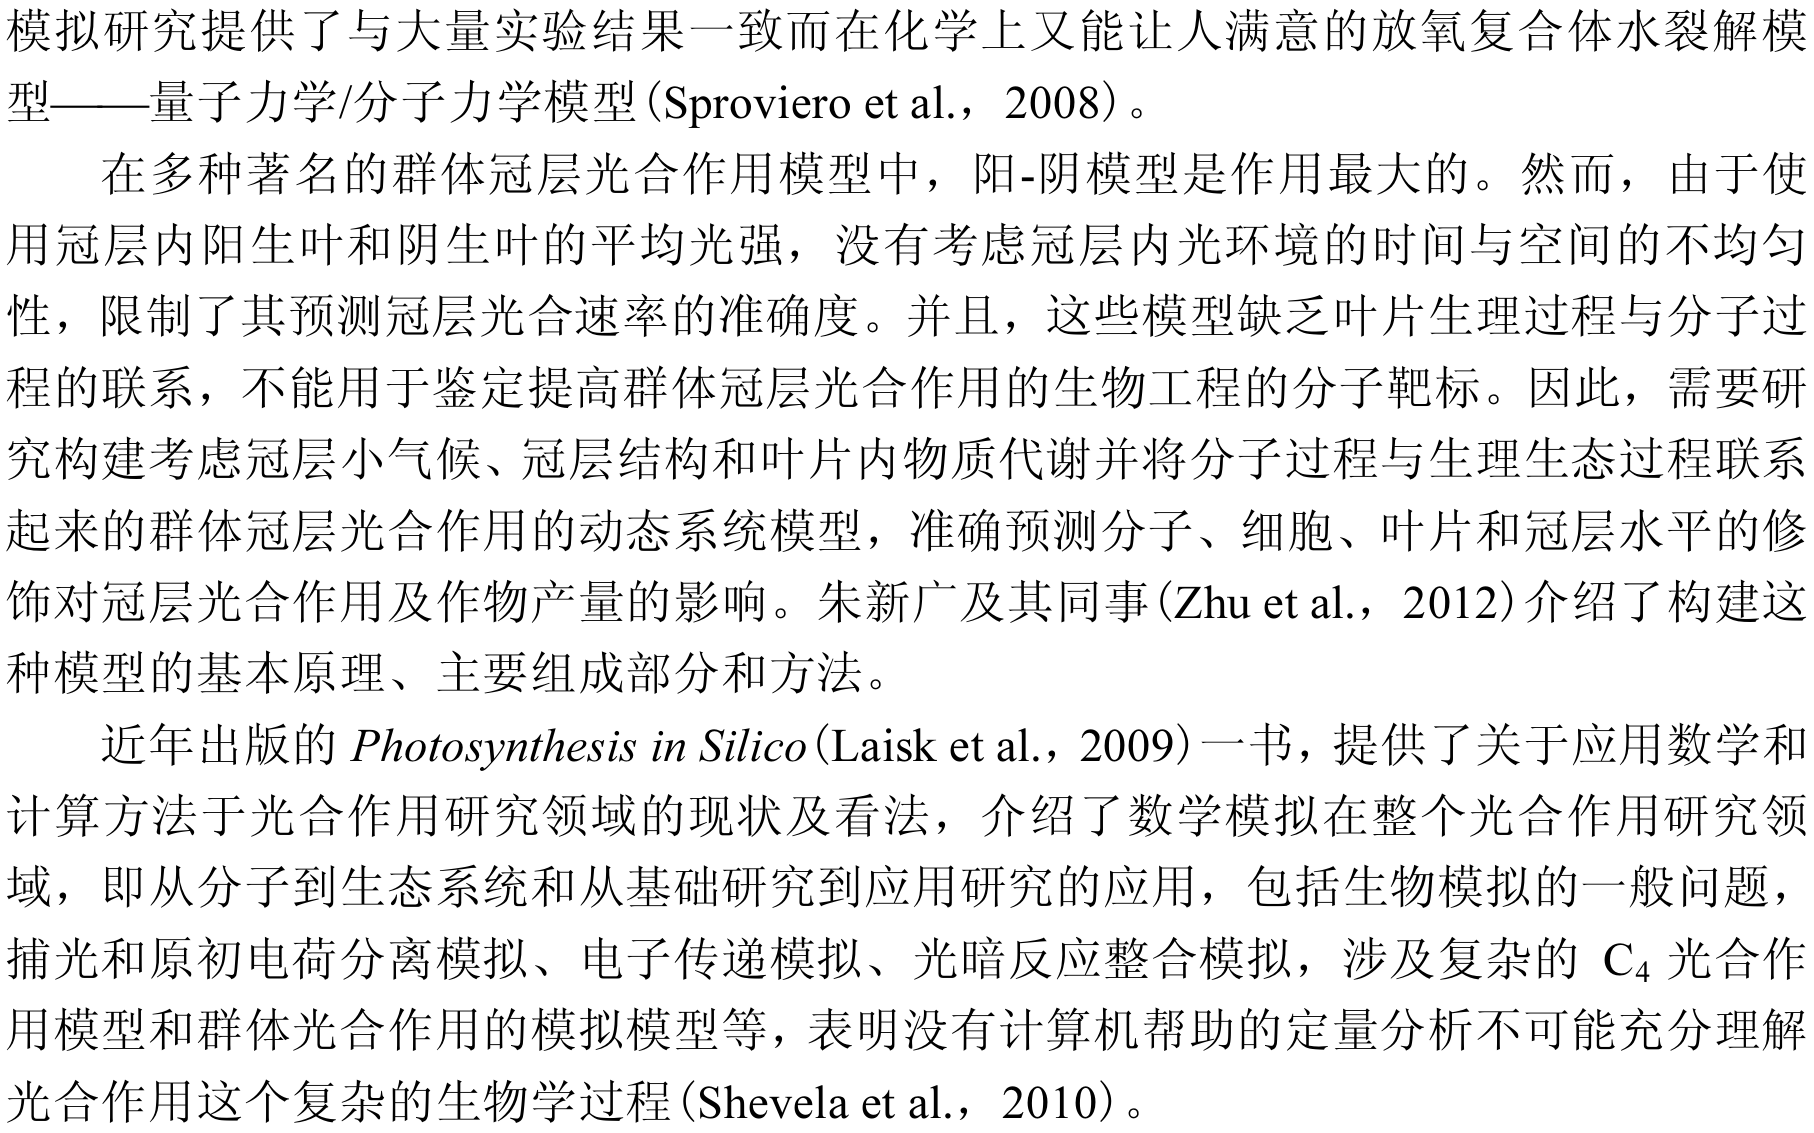 模拟研究提供了与大量实验结果一致而在化学上又能让人满意的放氧复合体水裂解模
型——量子力学/分子力学模型(Sproviero et al.，2008)。
在多种著名的群体冠层光合作用模型中，阳-阴模型是作用最大的。然而，由于使
用冠层内阳生叶和阴生叶的平均光强，没有考虑冠层内光环境的时间与空间的不均匀
性，限制了其预测冠层光合速率的准确度。并且，这些模型缺乏叶片生理过程与分子过
程的联系，不能用于鉴定提高群体冠层光合作用的生物工程的分子靶标。因此，需要研
究构建考虑冠层小气候、冠层结构和叶片内物质代谢并将分子过程与生理生态过程联系
起来的群体冠层光合作用的动态系统模型，准确预测分子、细胞、叶片和冠层水平的修
饰对冠层光合作用及作物产量的影响。朱新广及其同事(Zhu et al.，2012)介绍了构建这
种模型的基本原理、主要组成部分和方法。
近年出版的 Photosynthesis in Silico(Laisk et al.，2009)一书，提供了关于应用数学和
计算方法于光合作用研究领域的现状及看法，介绍了数学模拟在整个光合作用研究领
域，即从分子到生态系统和从基础研究到应用研究的应用，包括生物模拟的一般问题，
捕光和原初电荷分离模拟、电子传递模拟、光暗反应整合模拟，涉及复杂的 C₄ 光合作
用模型和群体光合作用的模拟模型等，表明没有计算机帮助的定量分析不可能充分理解
光合作用这个复杂的生物学过程(Shevela et al.，2010)。